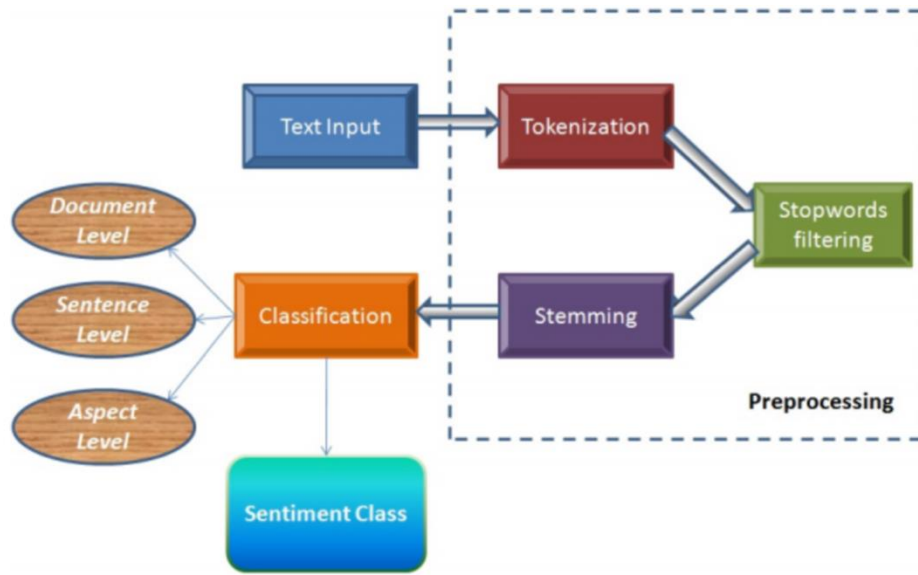 Text Input
Tokenization
Stopwords
filtering
Stemming
Classification
Document
Level
Sentence
Level
Aspect
Level
Preprocessing
Sentiment Class